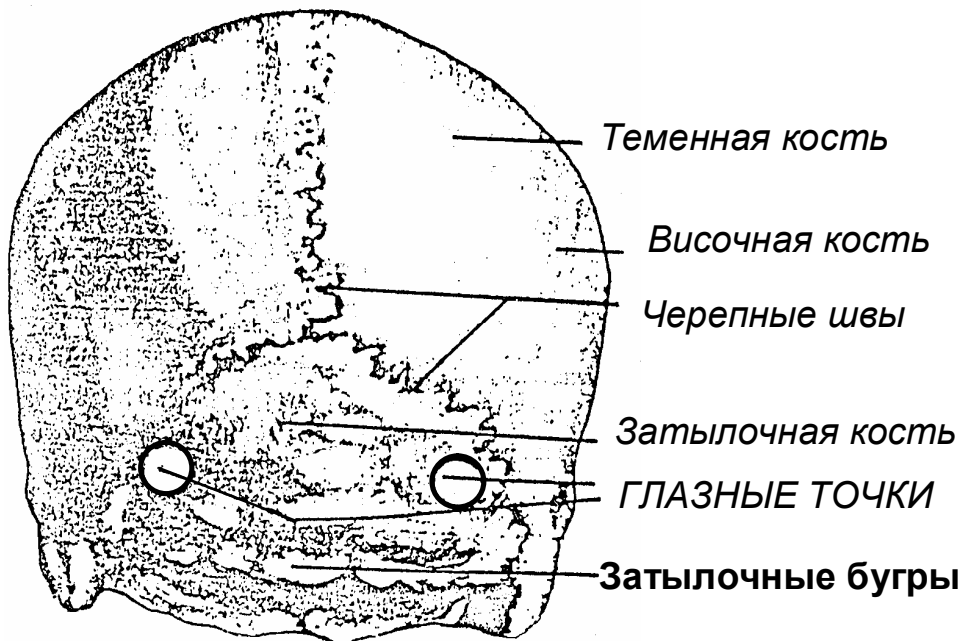 Теменная кость
Височная кость
Черепные швы
Затылочная кость
ГЛАЗНЫЕ ТОЧКИ
Затылочные бугры